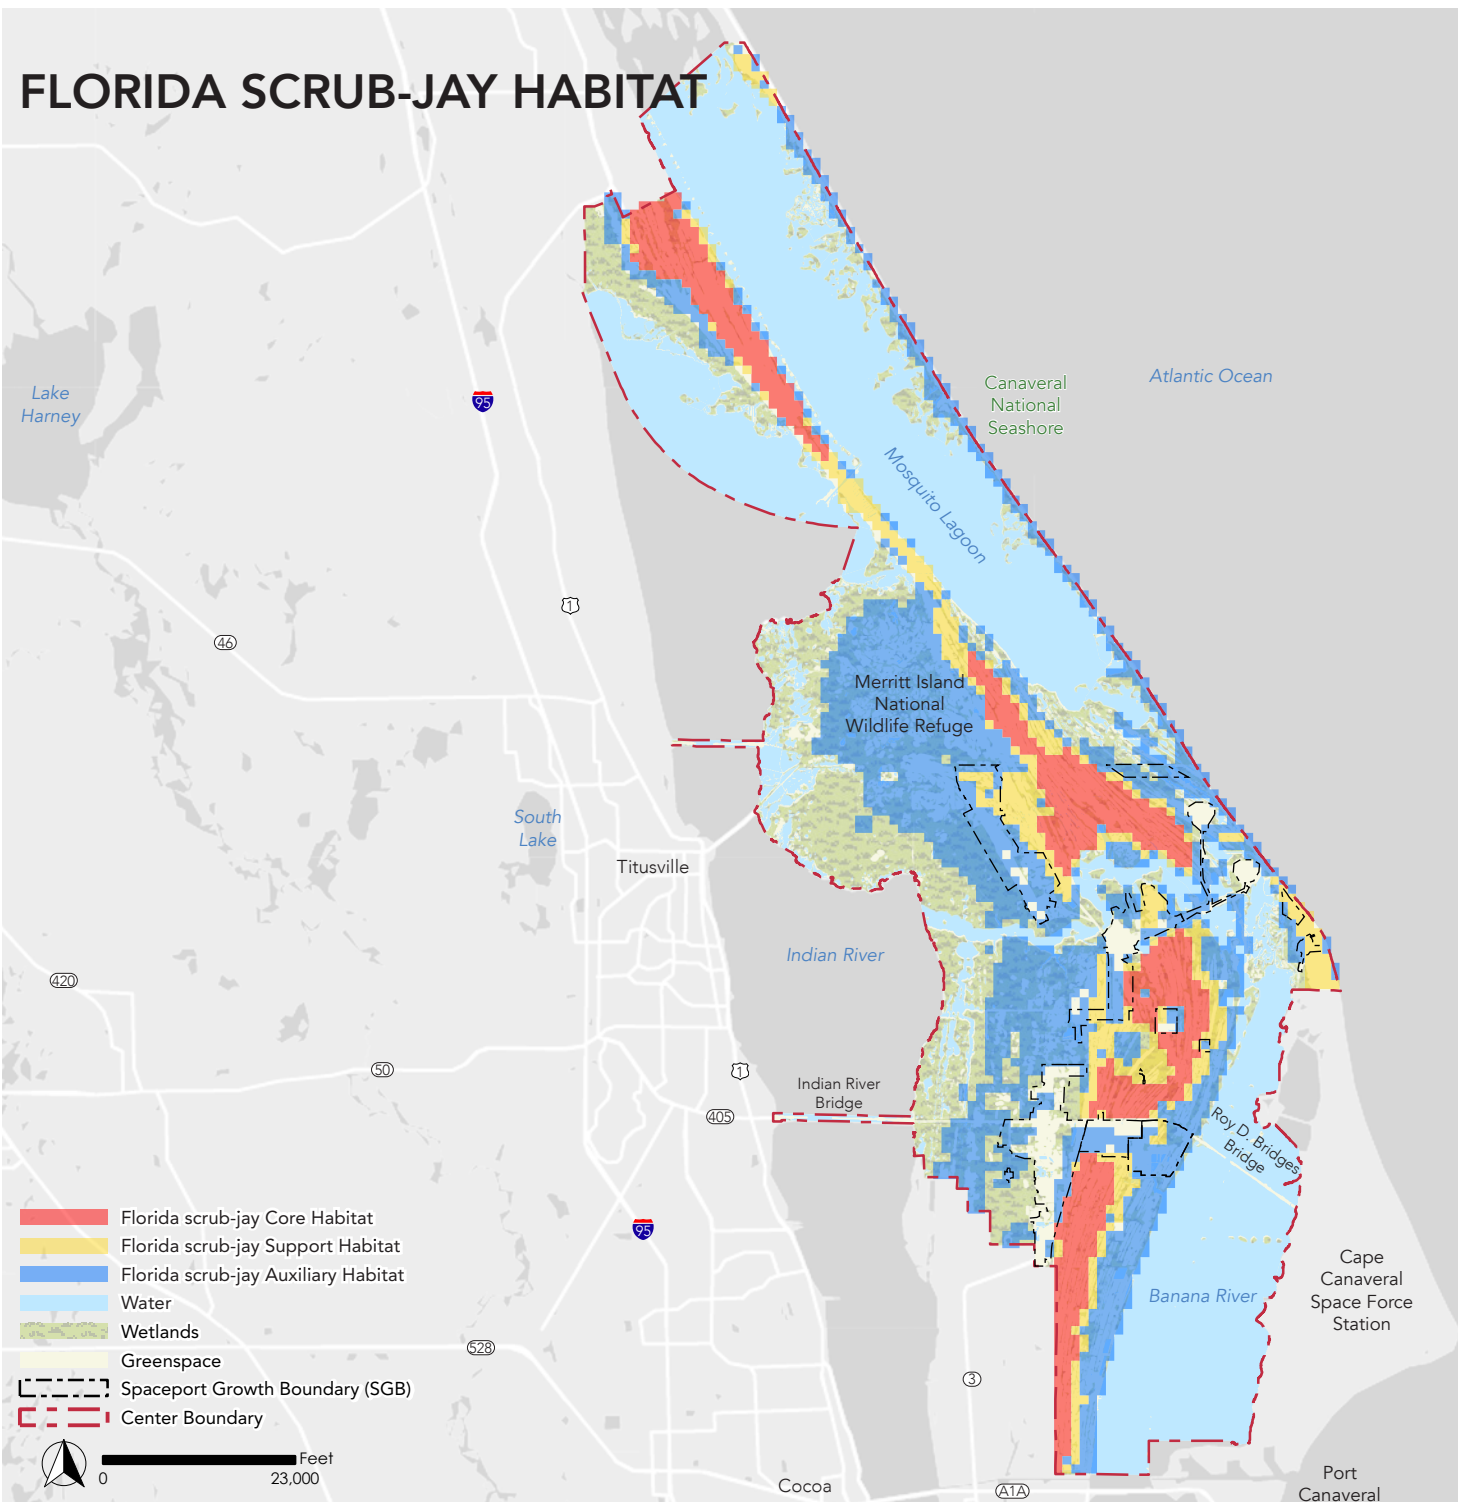 FLORIDA SCRUB-JAY HABITAT
Lake
Harney
95
Canaveral
National
Seashore
Atlantic Ocean
Mosquito Lagoon
1
46
Merritt Island
National
Wildlife Refuge
South
Lake
Titusville
Indian River
420
50
1
Indian River
Bridge
405
Roy D. Bridges
Bridge
95
Cape
Canaveral
Space Force
Station
Banana River
528
3
Florida scrub-jay Core Habitat
Florida scrub-jay Support Habitat
Florida scrub-jay Auxiliary Habitat
Water
Wetlands
Greenspace
Spaceport Growth Boundary (SGB)
Center Boundary
Feet
0
23,000
Cocoa
A1A
Port
Canaveral